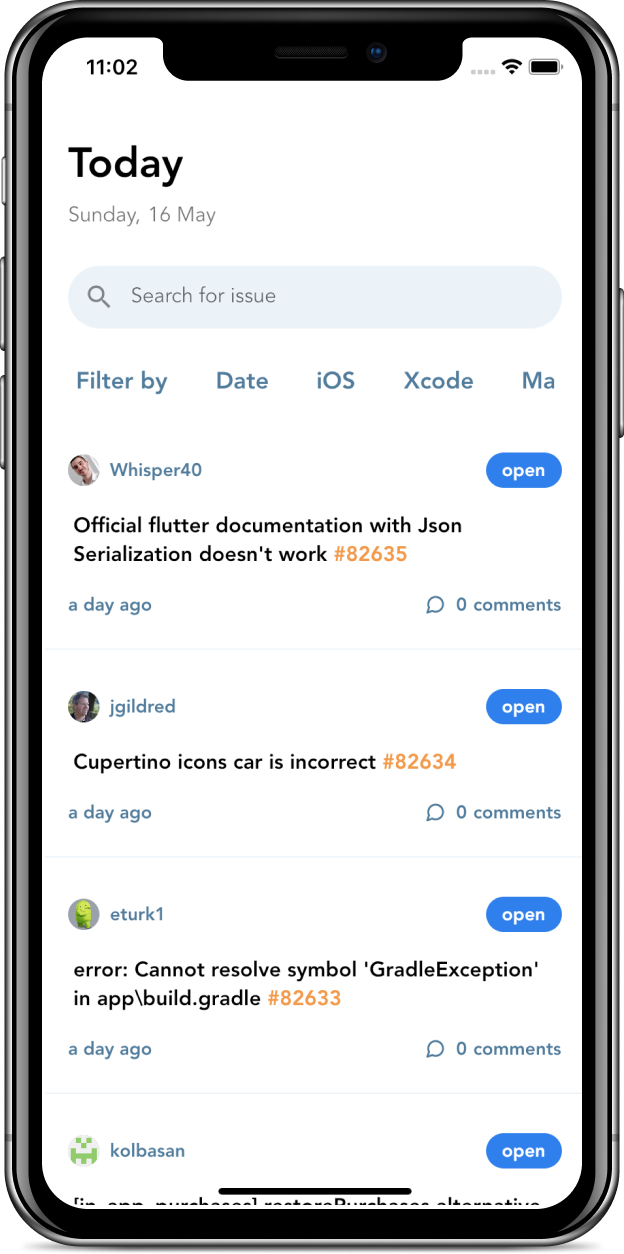 11:02
Today
Sunday, 16 May
Search for issue
Filter by Date iOS Xcode Ma
Whisper40 open
Official flutter documentation with Json
Serialization doesn't work #82635
a day ago 0 comments
jgildred open
Cupertino icons car is incorrect #82634
a day ago 0 comments
eturk1 open
error: Cannot resolve symbol 'GradleException'
in app\build.gradle #82633
a day ago 0 comments
kolbasan open
[in_app_purchases] restorePurchases alternative